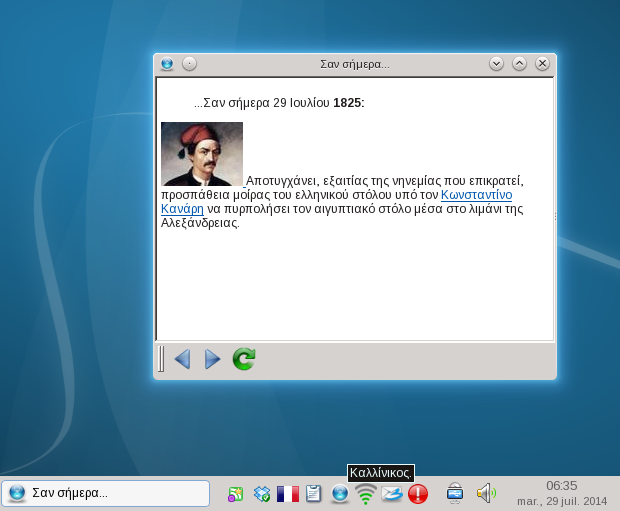 Σαν σήμερα...
...Σαν σήμερα 29 Ιουλίου 1825:
Αποτυγχάνει, εξαιτίας της νηνεμίας που επικρατεί,
προσπάθεια μοίρας του ελληνικού στόλου υπό τον Κωνσταντίνο
Κανάρη να πυρπολήσει τον αιγυπτιακό στόλο μέσα στο λιμάνι της
Αλεξάνδρειας.
Καλλίνικος.
Σαν σήμερα...
06:35
mar., 29 juil. 2014